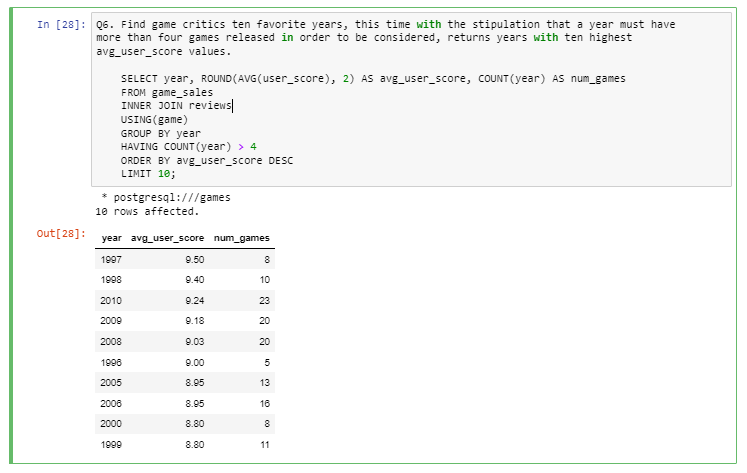 In [28]: Q6. Find game critics ten favorite years, this time with the stipulation that a year must have
more than four games released in order to be considered, returns years with ten highest
avg_user_score values.
SELECT year, ROUND(AVG(user_score), 2) AS avg_user_score, COUNT(year) AS num_games
FROM game_sales
INNER JOIN reviews
USING(game)
GROUP BY year
HAVING COUNT(year) > 4
ORDER BY avg_user_score DESC
LIMIT 10;
* postgresql:///games
10 rows affected.
Out[28]: year avg_user_score num_games
1997 9.50 8
1998 9.40 10
2010 9.24 23
2009 9.18 20
2008 9.03 20
1996 9.00 5
2005 8.95 13
2006 8.95 16
2000 8.80 8
1999 8.80 11